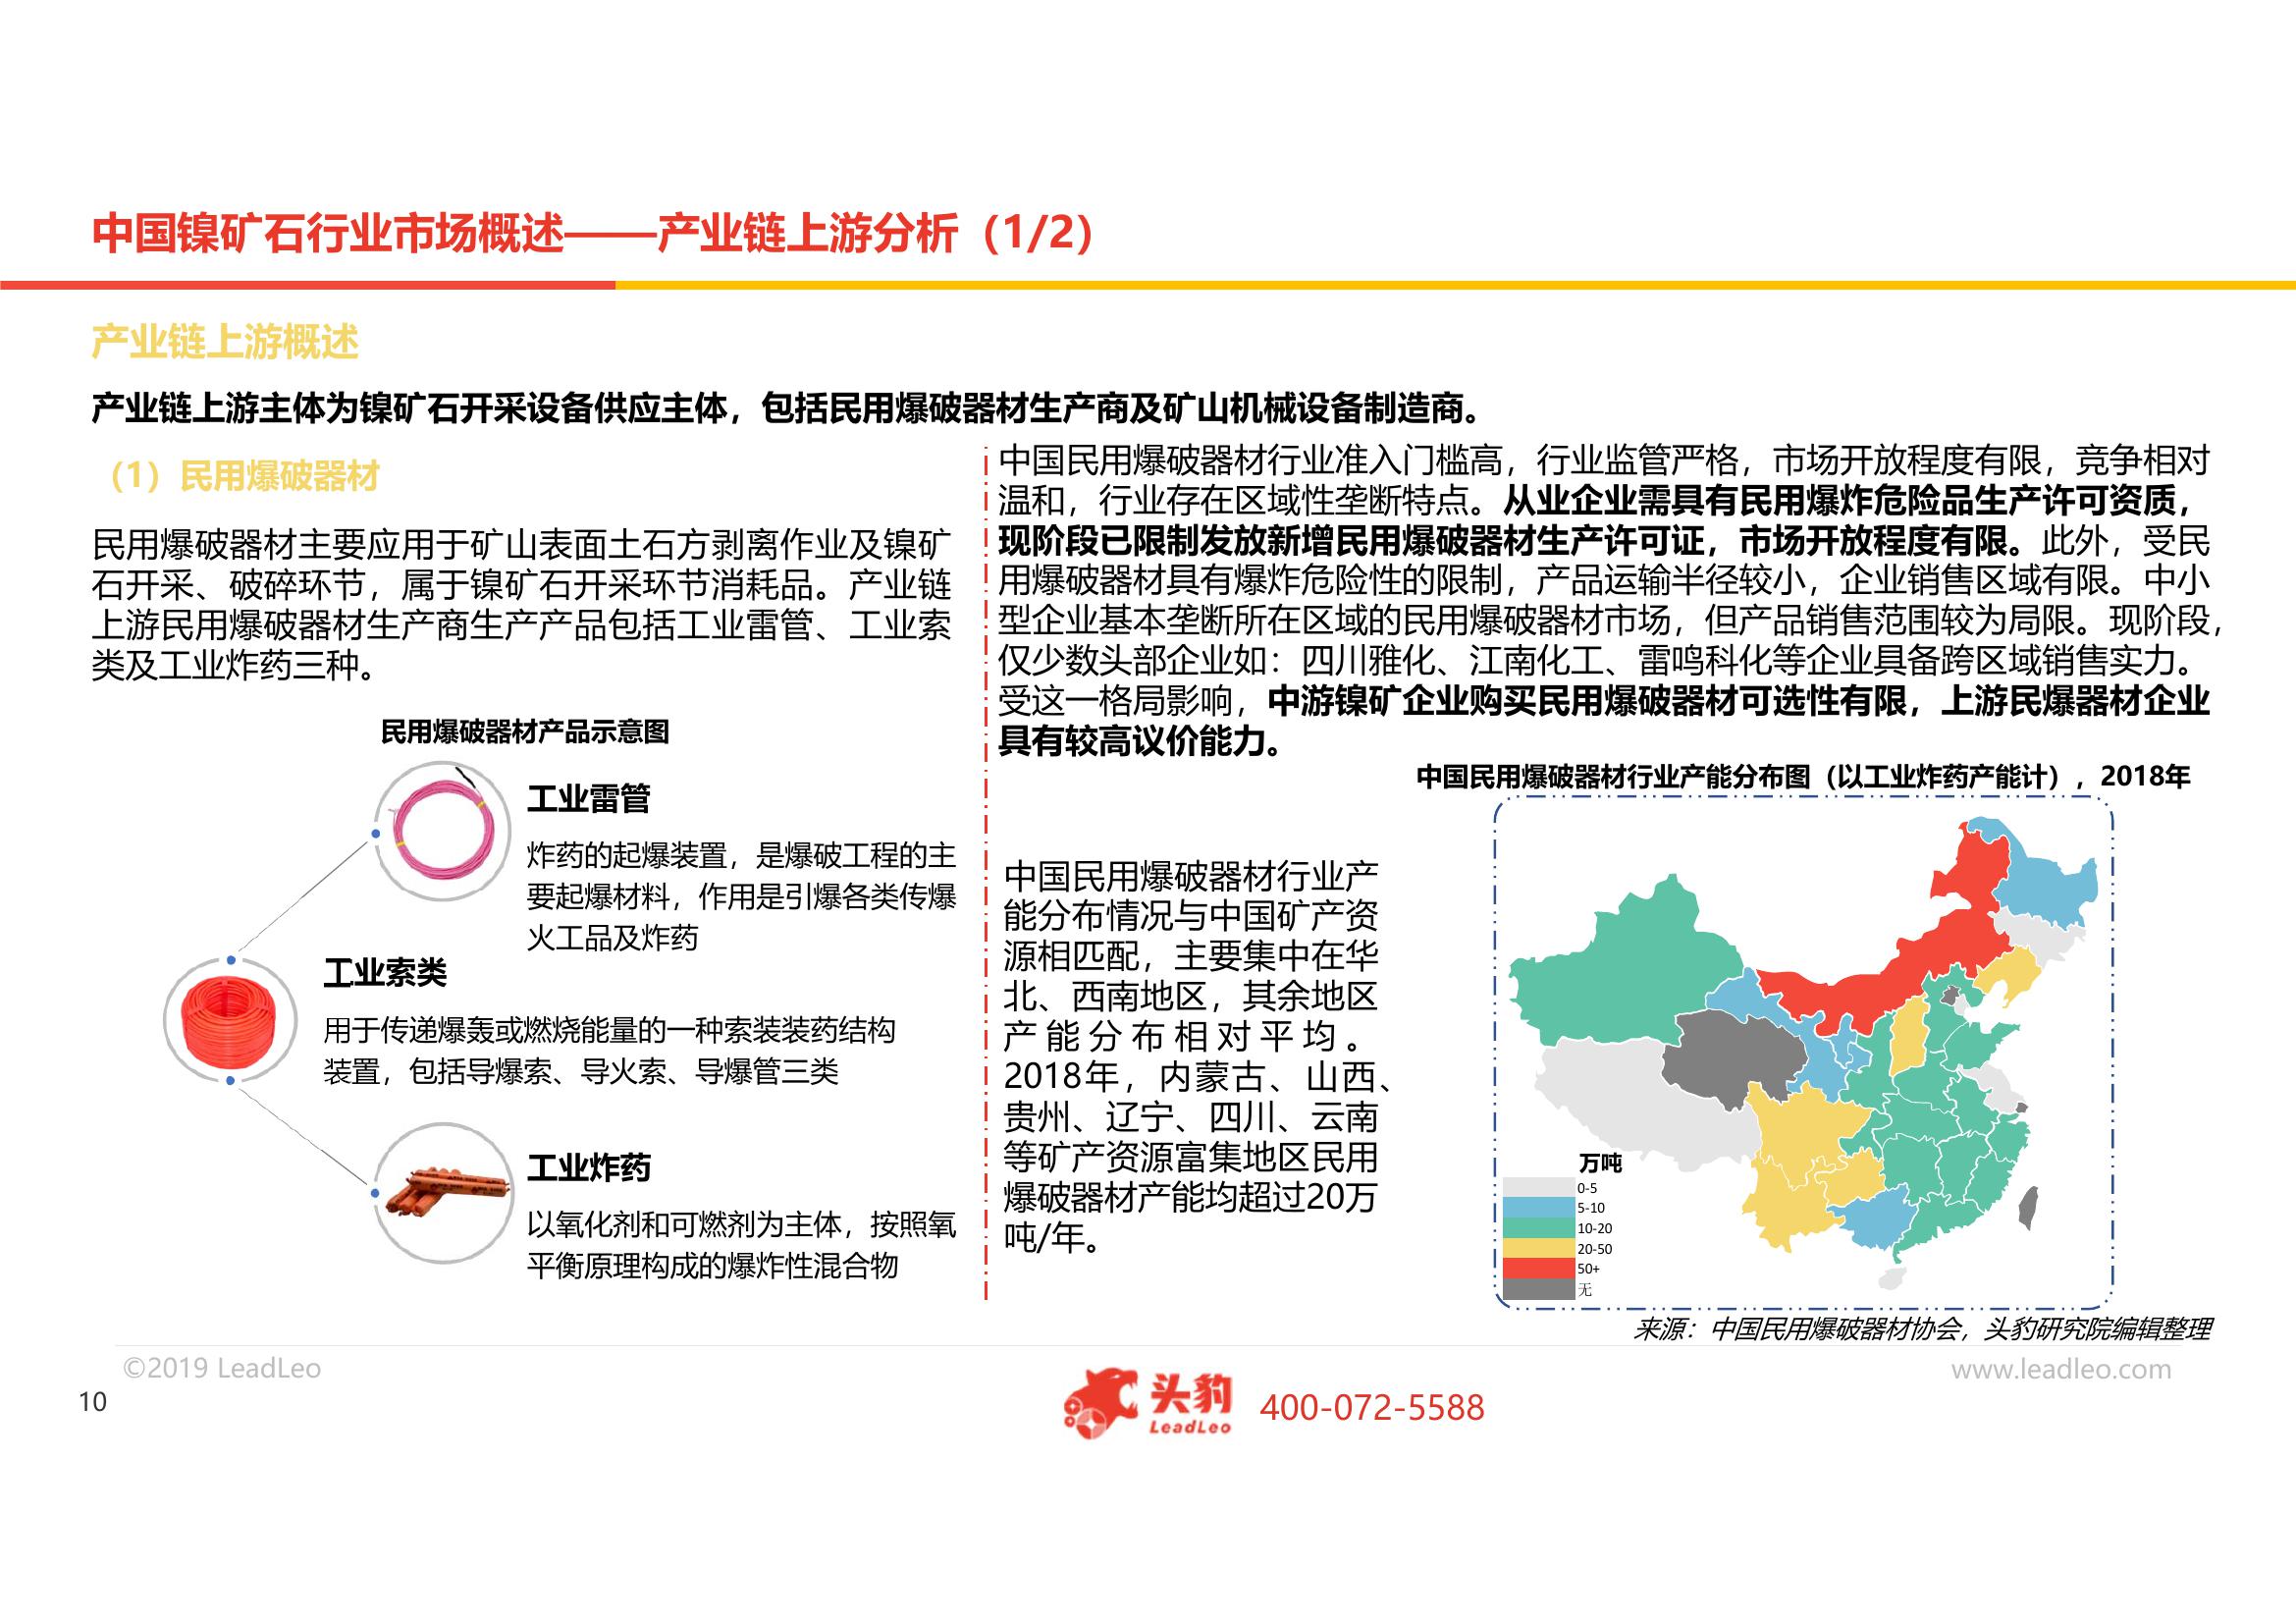 中国镍矿石行业市场概述——产业链上游分析（1/2）
产业链上游概述
产业链上游主体为镍矿石开采设备供应主体，包括民用爆破器材生产商及矿山机械设备制造商。
（1）民用爆破器材
民用爆破器材主要应用于矿山表面土石方剥离作业及镍矿
石开采、破碎环节，属于镍矿石开采环节消耗品。产业链
上游民用爆破器材生产商生产产品包括工业雷管、工业索
类及工业炸药三种。
民用爆破器材产品示意图
工业雷管
炸药的起爆装置，是爆破工程的主
要起爆材料，作用是引爆各类传爆
火工品及炸药
工业索类
用于传递爆轰或燃烧能量的一种索装装药结构
装置，包括导爆索、导火索、导爆管三类
工业炸药
以氧化剂和可燃剂为主体，按照氧
平衡原理构成的爆炸性混合物
中国民用爆破器材行业准入门槛高，行业监管严格，市场开放程度有限，竞争相对
温和，行业存在区域性垄断特点。从业企业需具有民用爆炸危险品生产许可资质，
现阶段已限制发放新增民用爆破器材生产许可证，市场开放程度有限。此外，受民
用爆破器材具有爆炸危险性的限制，产品运输半径较小，企业销售区域有限。中小
型企业基本垄断所在区域的民用爆破器材市场，但产品销售范围较为局限。现阶段，
仅少数头部企业如：四川雅化、江南化工、雷鸣科化等企业具备跨区域销售实力。
受这一格局影响，中游镍矿企业购买民用爆破器材可选性有限，上游民爆器材企业
具有较高议价能力。
中国民用爆破器材行业产能分布图（以工业炸药产能计），2018年
中国民用爆破器材行业产
能分布情况与中国矿产资
源相匹配，主要集中在华
北、西南地区，其余地区
产能分布相对平均。
2018年，内蒙古、山西、
贵州、辽宁、四川、云南
等矿产资源富集地区民用
爆破器材产能均超过20万
吨/年。
万吨
0-5
5-10
10-20
20-50
50+
无
来源：中国民用爆破器材协会，头豹研究院编辑整理
©2019 LeadLeo
www.leadleo.com
10
头豹
LeadLeo
400-072-5588